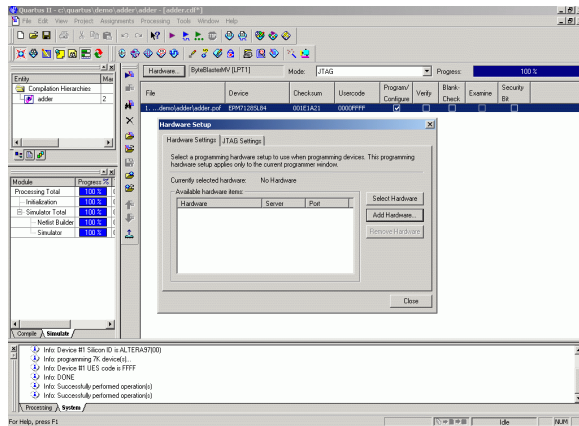 Quartus II - c:\quartus\demo\adder\adder - [adder.cdf*]
File Edit View Project Assignments Processing Tools Window Help
Hardware... ByteBlasterMV [LPT1] Mode: JTAG Progress: 100 %
Entity
Compilation Hierarchies
adder 2
File Device Checksum Usercode Program/ Configure Verify Blank- Check Examine Security Bit
1. ...demo\adder\adder.pof EPM7128SL84 001E1A21 0000FFFF
Hardware Setup
Hardware Settings JTAG Settings
Select a programming hardware setup to use when programming devices. This programming
hardware setup applies only to the current programmer window.
Currently selected hardware: No Hardware
Available hardware items:
Hardware Server Port
Select Hardware
Add Hardware...
Remove Hardware
Close
Module Progress %
Processing Total 100 %
Initialization 100 %
Simulator Total 100 %
Netlist Builder 100 %
Simulator 100 %
Compile Simulate
Info: Device #1 Silicon ID is ALTERA97(00)
Info: programming 7K device(s)...
Info: Device #1 UES code is FFFF
Info: DONE
Info: Successfully performed operation(s)
Info: Successfully performed operation(s)
Processing System
For Help, press F1
Idle NUM